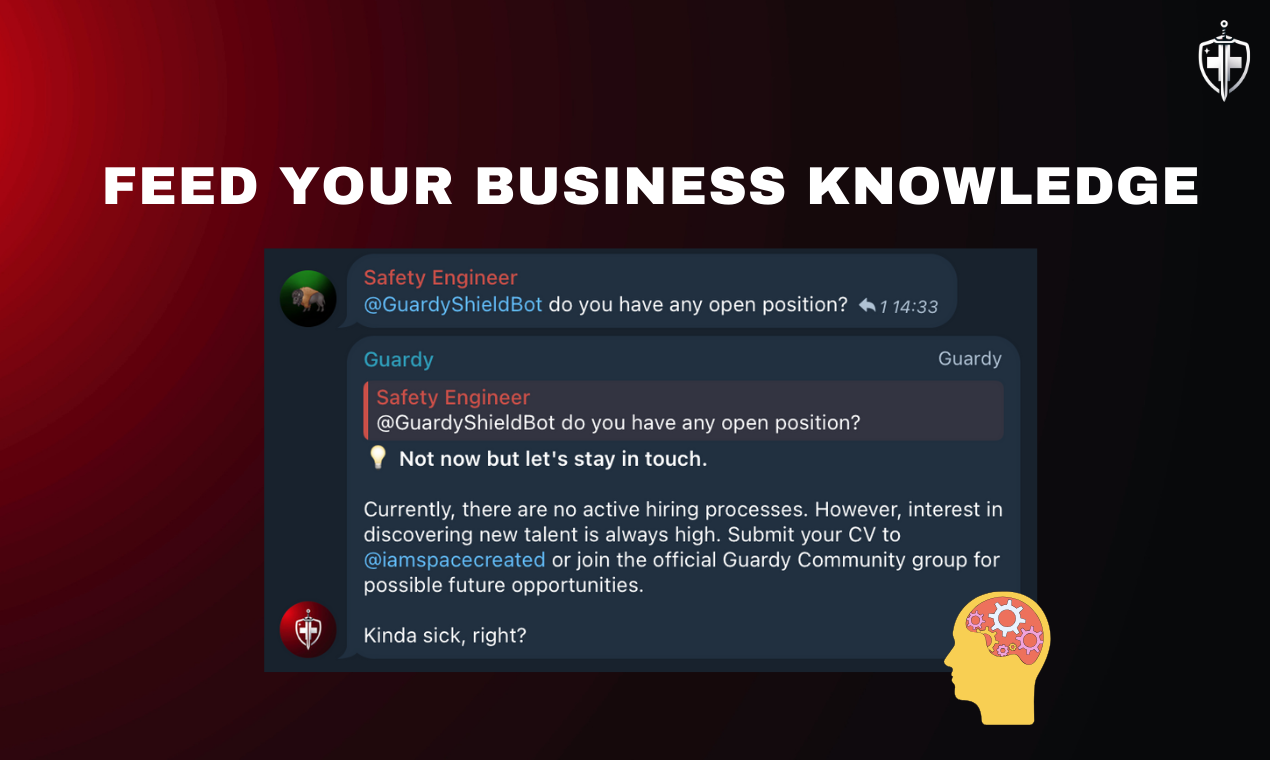 FEED YOUR BUSINESS KNOWLEDGE
Safety Engineer
@GuardyShieldBot do you have any open position? 1 14:33
Guardy Guardy
Safety Engineer
@GuardyShieldBot do you have any open position?
💡 Not now but let's stay in touch.
Currently, there are no active hiring processes. However, interest in
discovering new talent is always high. Submit your CV to
@iamspacecreated or join the official Guardy Community group for
possible future opportunities.
Kinda sick, right?